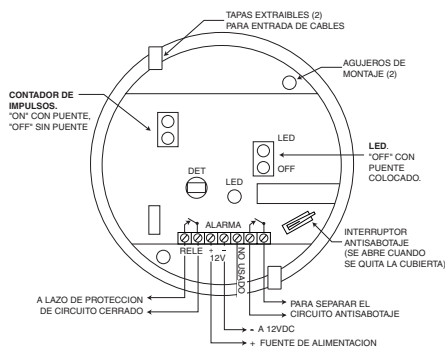 TAPAS EXTRAIBLES (2)
PARA ENTRADA DE CABLES
AGUJEROS DE
MONTAJE (2)
CONTADOR DE
IMPULSOS.
"ON" CON PUENTE,
"OFF" SIN PUENTE
LED
OFF
LED.
"OFF" CON
PUENTE
COLOCADO.
DET
LED
ALARMA
RELE
+ -
12V
NO USADO
INTERRUPTOR
ANTISABOTAJE
(SE ABRE CUANDO
SE QUITA LA CUBIERTA)
A LAZO DE PROTECCION
DE CIRCUITO CERRADO
PARA SEPARAR EL
CIRCUITO ANTISABOTAJE
- A 12VDC
+ FUENTE DE ALIMENTACION